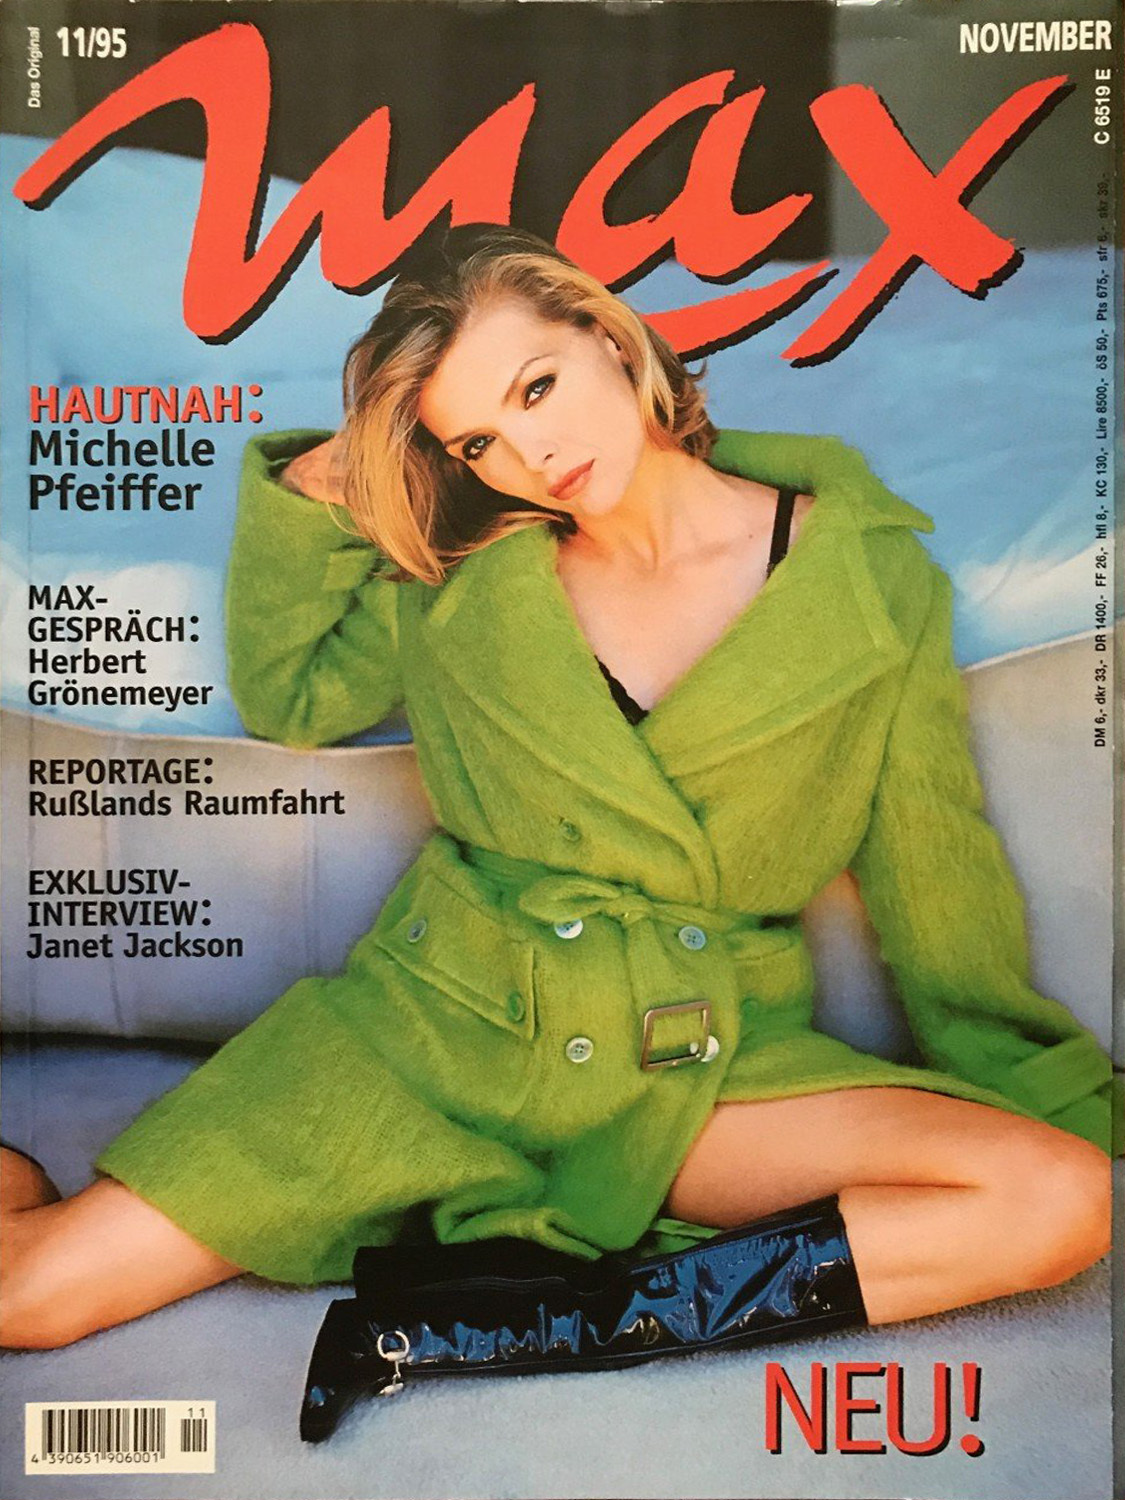 Das Original
11/95
NOVEMBER
max
C 6519 E
HAUTNAH:
Michelle
Pfeiffer
MAX-
GESPRÄCH:
Herbert
Grönemeyer
REPORTAGE:
Rußlands Raumfahrt
EXKLUSIV-
INTERVIEW:
Janet Jackson
DM 6,- dkr 33,- DR 1400,- FF 26,- hfl 8,- KC 130,- Lire 8500,- öS 50,- Pts 675,- sfr 6,- skr 39,-
NEU!
11
4 390651 906001